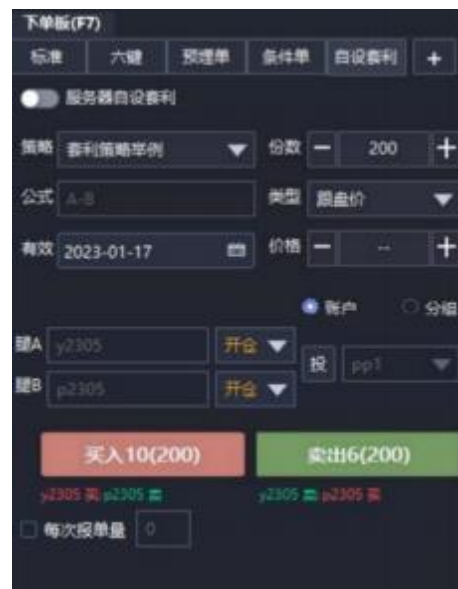 下单板(F7)
标准 六键 预埋单 条件单 自设套利 +
服务器自设套利
策略 套利策略举例 份数 − 200 +
公式 A-B 类型 跟盘价
有效 2023-01-17 价格 − -- +
账户 分组
腿A y2305 开仓
投 pp1
腿B p2305 开仓
买入10(200) 卖出6(200)
y2305 买 p2305 卖 y2305 卖 p2305 买
每次报单量 0